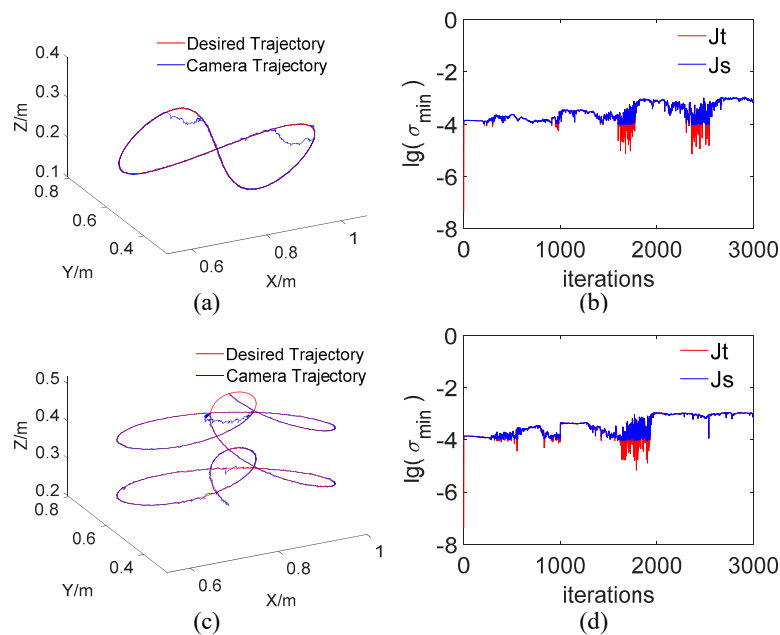 Desired Trajectory
Camera Trajectory
Z/m
0.4
0.3
0.2
0.1
0.8
0.6
0.4
Y/m
0.6
0.8
1
X/m
(a)
Jt
Js
lg( σmin)
0
-2
-4
-6
-8
0
1000
2000
3000
iterations
(b)
Desired Trajectory
Camera Trajectory
Z/m
0.5
0.4
0.3
0.2
0.8
0.6
0.4
Y/m
0.6
0.8
1
X/m
(c)
Jt
Js
lg( σmin)
0
-2
-4
-6
-8
0
1000
2000
3000
iterations
(d)